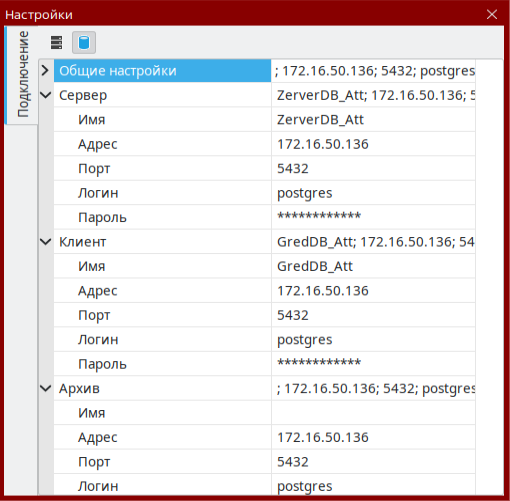 Настройки
Подключение
Общие настройки ; 172.16.50.136; 5432; postgres
Сервер ZerverDB_Att; 172.16.50.136; 5
Имя ZerverDB_Att
Адрес 172.16.50.136
Порт 5432
Логин postgres
Пароль ************
Клиент GredDB_Att; 172.16.50.136; 54
Имя GredDB_Att
Адрес 172.16.50.136
Порт 5432
Логин postgres
Пароль ************
Архив ; 172.16.50.136; 5432; postgres
Имя
Адрес 172.16.50.136
Порт 5432
Логин postgres